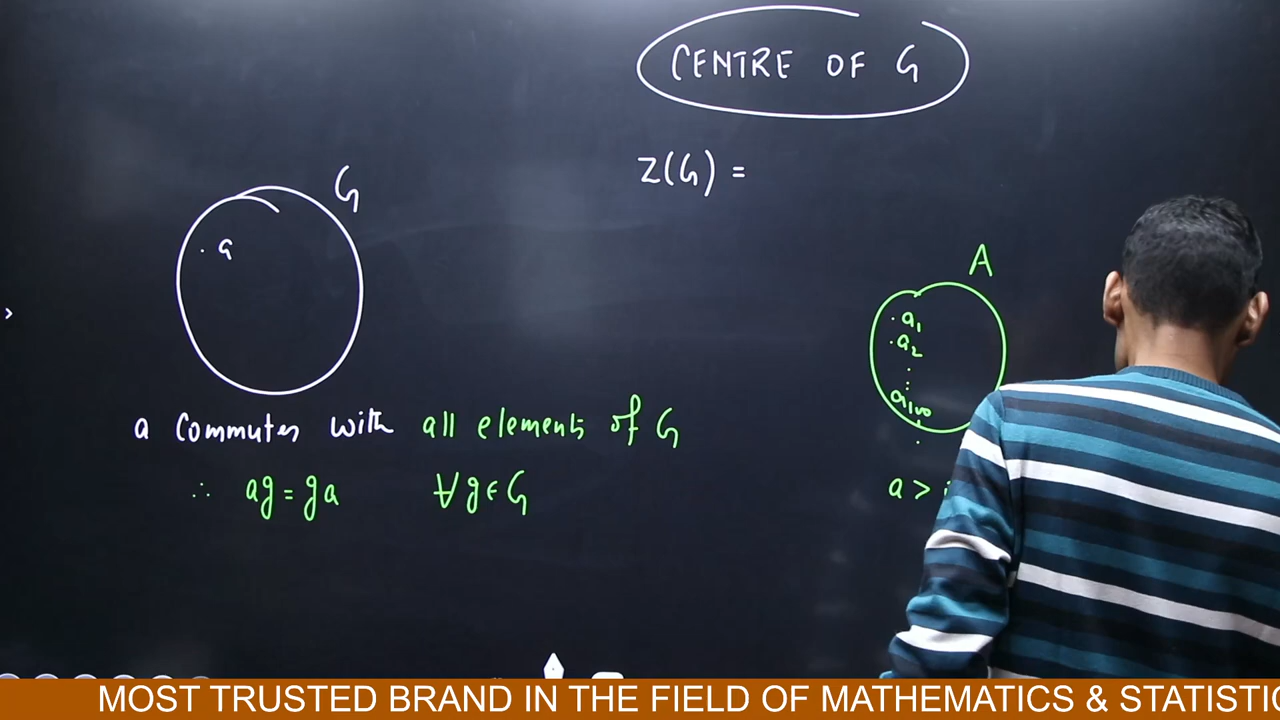 CENTRE OF G
Z(G) =
G
. a
A
. a₁
. a₂
a₁₀₀
a commutes with all elements of G
∴ ag = ga ∀ g ∈ G
a >
MOST TRUSTED BRAND IN THE FIELD OF MATHEMATICS & STATISTIC